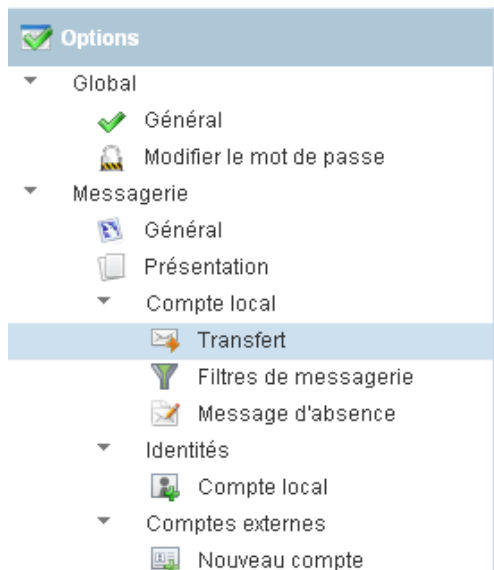 Options
Global
Général
Modifier le mot de passe
Messagerie
Général
Présentation
Compte local
Transfert
Filtres de messagerie
Message d'absence
Identités
Compte local
Comptes externes
Nouveau compte